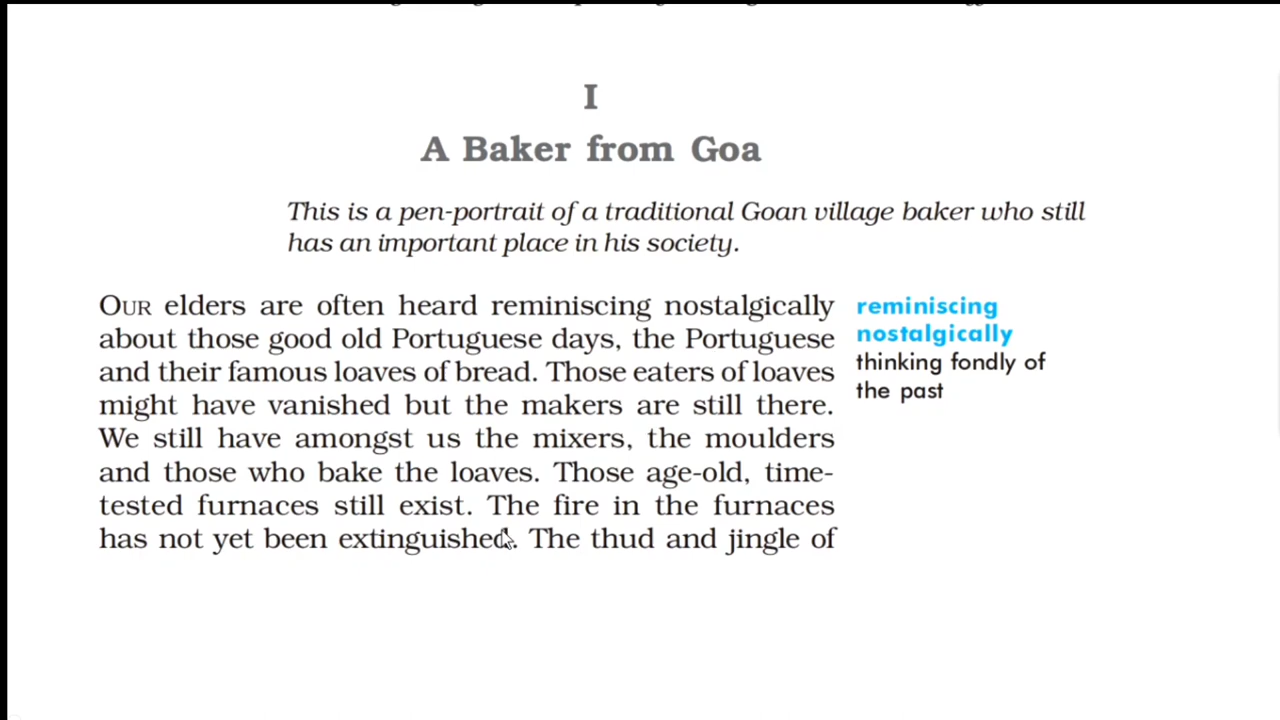 I
A Baker from Goa
This is a pen-portrait of a traditional Goan village baker who still
has an important place in his society.
OUR elders are often heard reminiscing nostalgically
about those good old Portuguese days, the Portuguese
and their famous loaves of bread. Those eaters of loaves
might have vanished but the makers are still there.
We still have amongst us the mixers, the moulders
and those who bake the loaves. Those age-old, time-
tested furnaces still exist. The fire in the furnaces
has not yet been extinguished. The thud and jingle of
reminiscing
nostalgically
thinking fondly of
the past